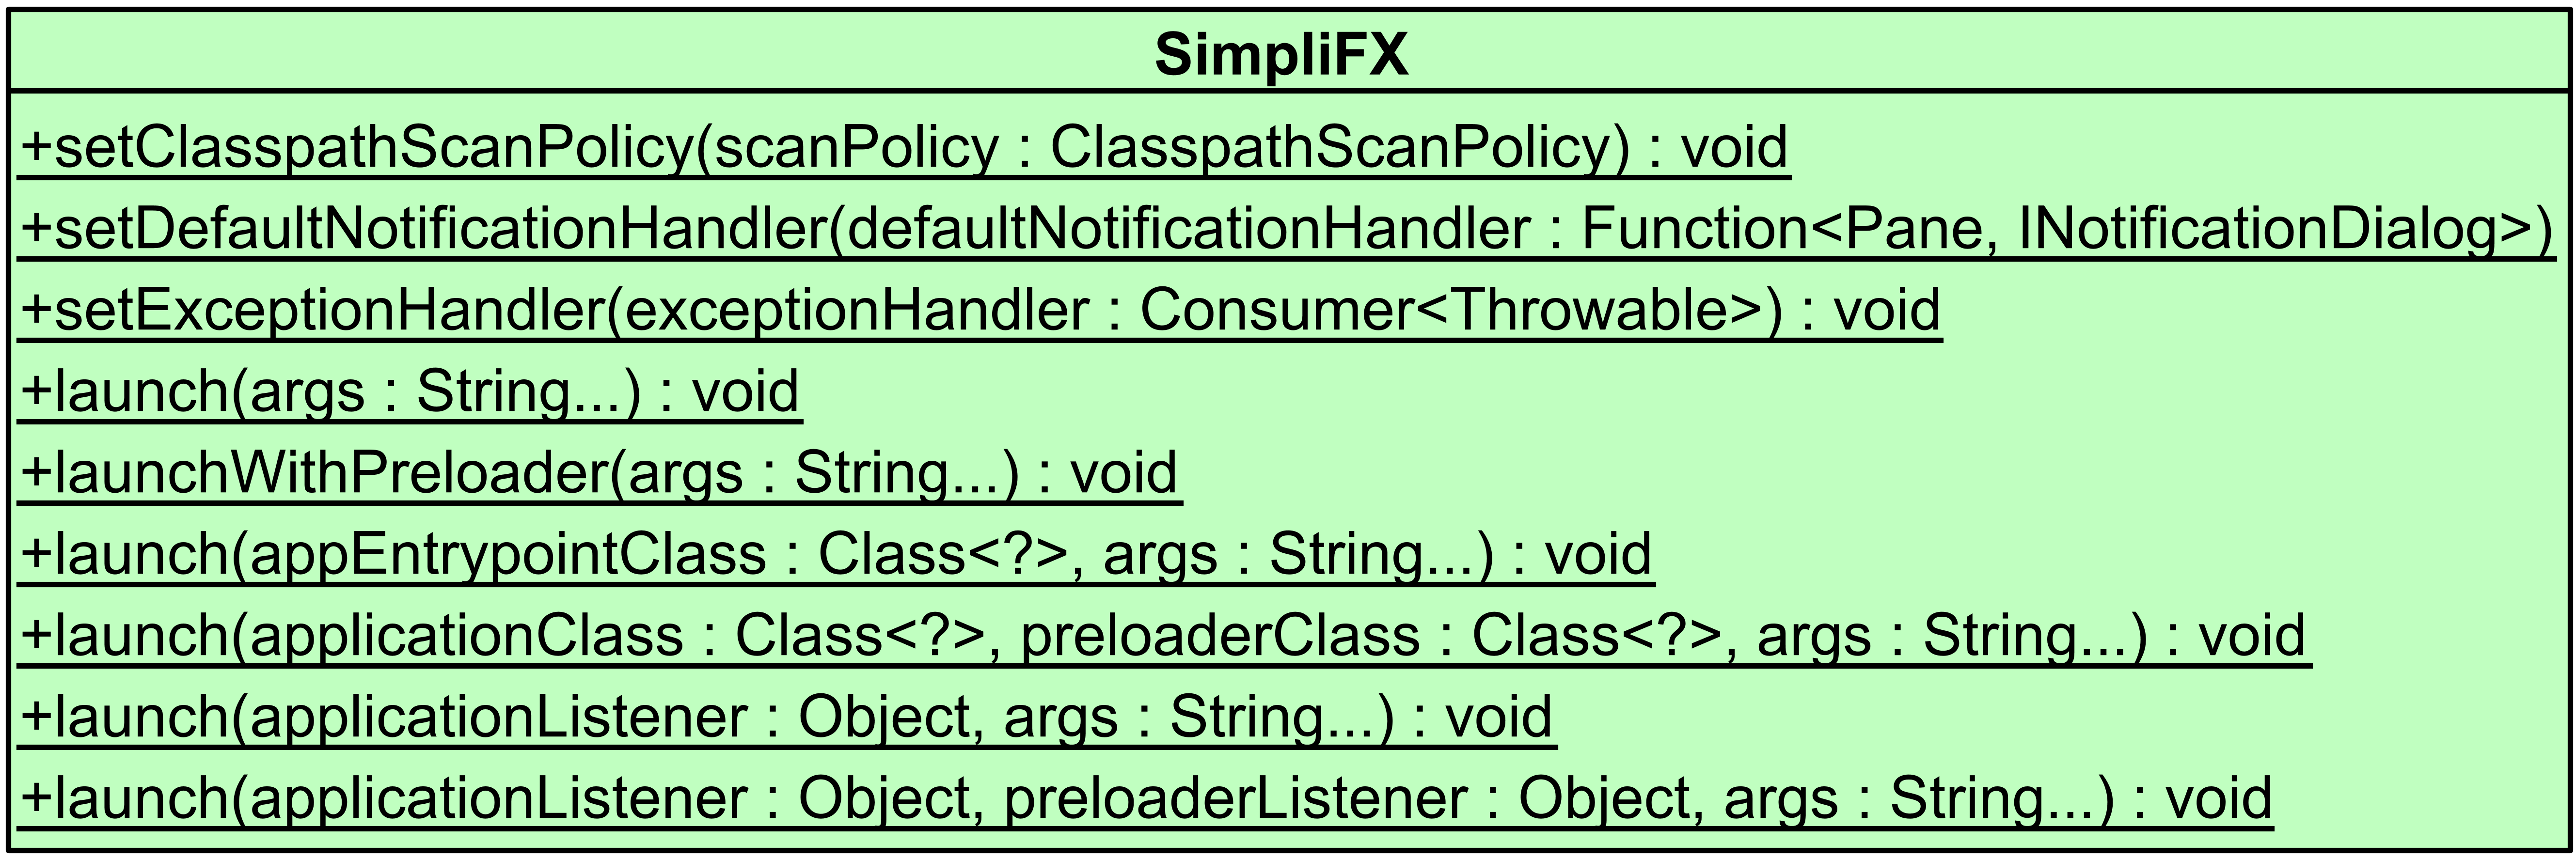 SimpliFX
+setClasspathScanPolicy(scanPolicy : ClasspathScanPolicy) : void
+setDefaultNotificationHandler(defaultNotificationHandler : Function<Pane, INotificationDialog>)
+setExceptionHandler(exceptionHandler : Consumer<Throwable>) : void
+launch(args : String...) : void
+launchWithPreloader(args : String...) : void
+launch(appEntrypointClass : Class<?>, args : String...) : void
+launch(applicationClass : Class<?>, preloaderClass : Class<?>, args : String...) : void
+launch(applicationListener : Object, args : String...) : void
+launch(applicationListener : Object, preloaderListener : Object, args : String...) : void